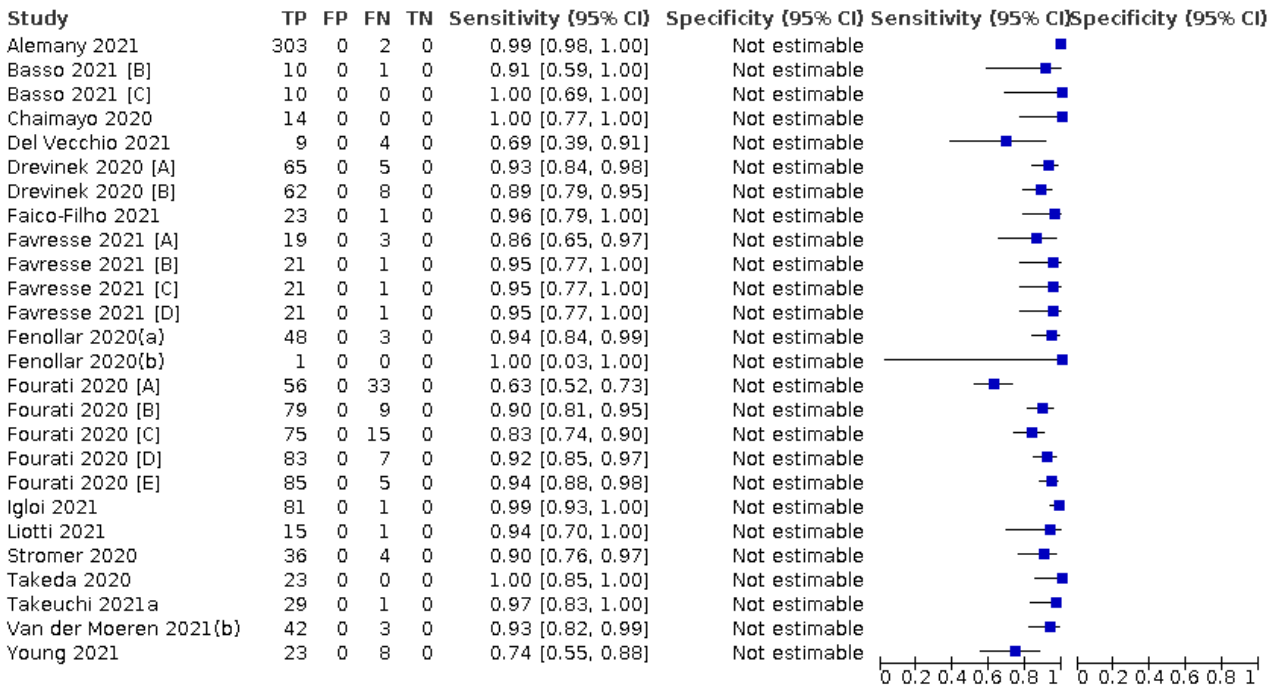 Study TP FP FN TN Sensitivity (95% CI) Specificity (95% CI) Sensitivity (95% CI) Specificity (95% CI)
Alemany 2021 303 0 2 0 0.99 [0.98, 1.00] Not estimable
Basso 2021 [B] 10 0 1 0 0.91 [0.59, 1.00] Not estimable
Basso 2021 [C] 10 0 0 0 1.00 [0.69, 1.00] Not estimable
Chaimayo 2020 14 0 0 0 1.00 [0.77, 1.00] Not estimable
Del Vecchio 2021 9 0 4 0 0.69 [0.39, 0.91] Not estimable
Drevinek 2020 [A] 65 0 5 0 0.93 [0.84, 0.98] Not estimable
Drevinek 2020 [B] 62 0 8 0 0.89 [0.79, 0.95] Not estimable
Faico-Filho 2021 23 0 1 0 0.96 [0.79, 1.00] Not estimable
Favresse 2021 [A] 19 0 3 0 0.86 [0.65, 0.97] Not estimable
Favresse 2021 [B] 21 0 1 0 0.95 [0.77, 1.00] Not estimable
Favresse 2021 [C] 21 0 1 0 0.95 [0.77, 1.00] Not estimable
Favresse 2021 [D] 21 0 1 0 0.95 [0.77, 1.00] Not estimable
Fenollar 2020(a) 48 0 3 0 0.94 [0.84, 0.99] Not estimable
Fenollar 2020(b) 1 0 0 0 1.00 [0.03, 1.00] Not estimable
Fourati 2020 [A] 56 0 33 0 0.63 [0.52, 0.73] Not estimable
Fourati 2020 [B] 79 0 9 0 0.90 [0.81, 0.95] Not estimable
Fourati 2020 [C] 75 0 15 0 0.83 [0.74, 0.90] Not estimable
Fourati 2020 [D] 83 0 7 0 0.92 [0.85, 0.97] Not estimable
Fourati 2020 [E] 85 0 5 0 0.94 [0.88, 0.98] Not estimable
Igloi 2021 81 0 1 0 0.99 [0.93, 1.00] Not estimable
Liotti 2021 15 0 1 0 0.94 [0.70, 1.00] Not estimable
Stromer 2020 36 0 4 0 0.90 [0.76, 0.97] Not estimable
Takeda 2020 23 0 0 0 1.00 [0.85, 1.00] Not estimable
Takeuchi 2021a 29 0 1 0 0.97 [0.83, 1.00] Not estimable
Van der Moeren 2021(b) 42 0 3 0 0.93 [0.82, 0.99] Not estimable
Young 2021 23 0 8 0 0.74 [0.55, 0.88] Not estimable
0 0.2 0.4 0.6 0.8 1 0 0.2 0.4 0.6 0.8 1